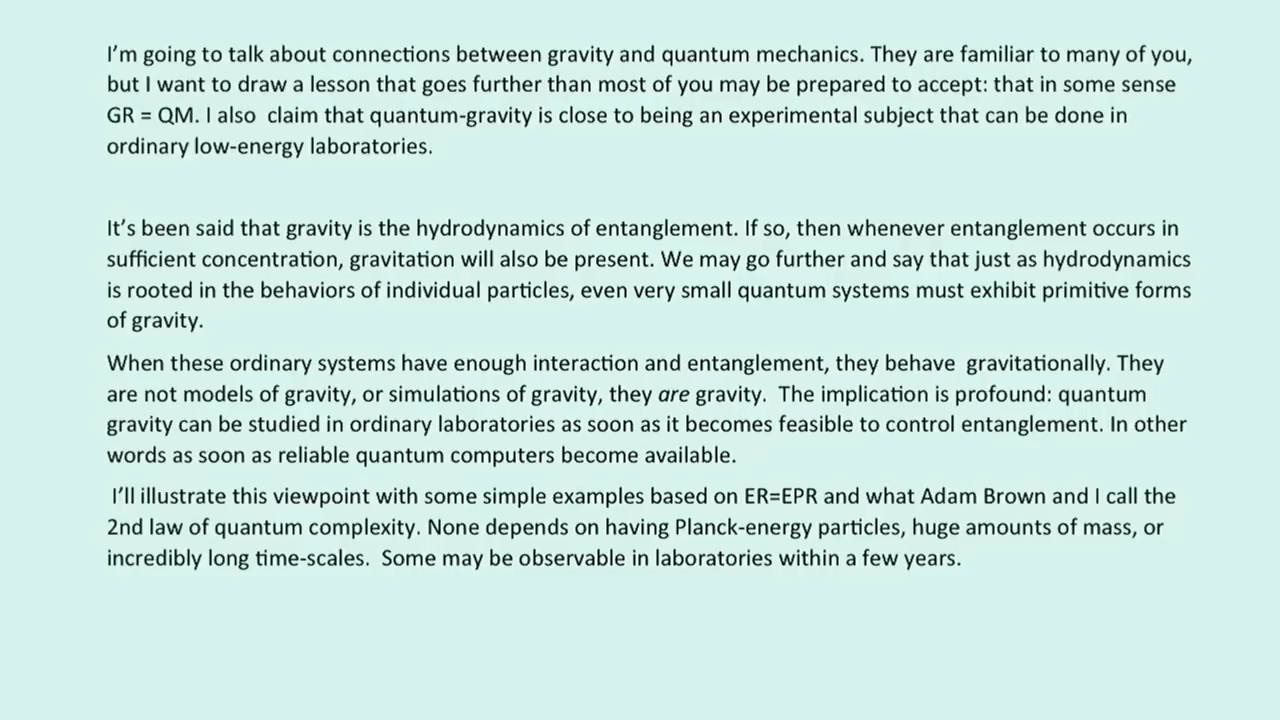 I'm going to talk about connections between gravity and quantum mechanics. They are familiar to many of you,
but I want to draw a lesson that goes further than most of you may be prepared to accept: that in some sense
GR = QM. I also  claim that quantum-gravity is close to being an experimental subject that can be done in
ordinary low-energy laboratories.
It's been said that gravity is the hydrodynamics of entanglement. If so, then whenever entanglement occurs in
sufficient concentration, gravitation will also be present. We may go further and say that just as hydrodynamics
is rooted in the behaviors of individual particles, even very small quantum systems must exhibit primitive forms
of gravity.
When these ordinary systems have enough interaction and entanglement, they behave  gravitationally. They
are not models of gravity, or simulations of gravity, they are gravity.  The implication is profound: quantum
gravity can be studied in ordinary laboratories as soon as it becomes feasible to control entanglement. In other
words as soon as reliable quantum computers become available.
I'll illustrate this viewpoint with some simple examples based on ER=EPR and what Adam Brown and I call the
2nd law of quantum complexity. None depends on having Planck-energy particles, huge amounts of mass, or
incredibly long time-scales.  Some may be observable in laboratories within a few years.